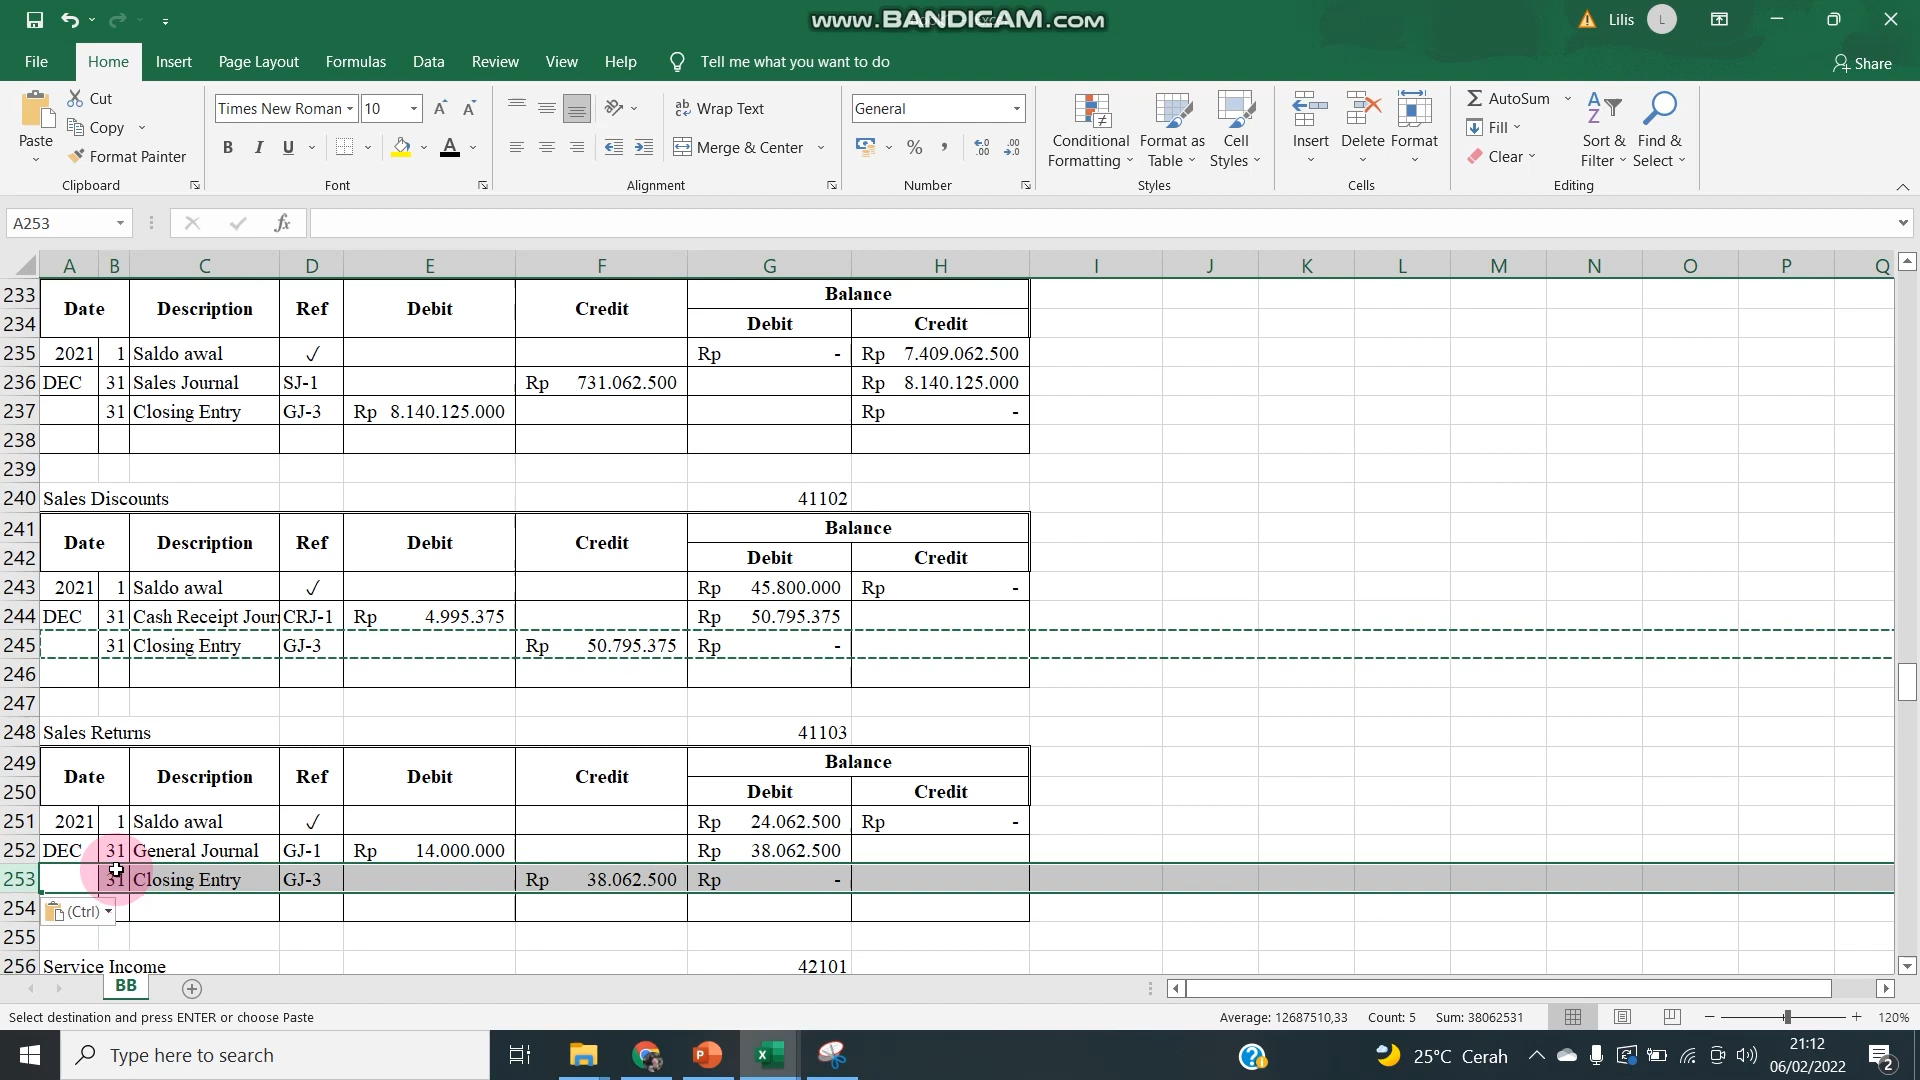 www.BANDICAM.com
Lilis L
File Home Insert Page Layout Formulas Data Review View Help Tell me what you want to do Share
Cut
Copy
Format Painter
Paste
Clipboard
Times New Roman 10
B I U A
Font
ab Wrap Text
Merge & Center
Alignment
General
% ,
Number
Conditional Formatting
Format as Table
Cell Styles
Styles
Insert Delete Format
Cells
AutoSum
Fill
Clear
Sort & Filter
Find & Select
Editing
A253 fx
A B C D E F G H I J K L M N O P Q
233 Date Description Ref Debit Credit Balance
234 Debit Credit
235 2021 1 Saldo awal ✓ Rp - Rp 7.409.062.500
236 DEC 31 Sales Journal SJ-1 Rp 731.062.500 Rp 8.140.125.000
237 31 Closing Entry GJ-3 Rp 8.140.125.000 Rp -
238
239
240 Sales Discounts 41102
241 Date Description Ref Debit Credit Balance
242 Debit Credit
243 2021 1 Saldo awal ✓ Rp 45.800.000 Rp -
244 DEC 31 Cash Receipt Jour CRJ-1 Rp 4.995.375 Rp 50.795.375
245 31 Closing Entry GJ-3 Rp 50.795.375 Rp -
246
247
248 Sales Returns 41103
249 Date Description Ref Debit Credit Balance
250 Debit Credit
251 2021 1 Saldo awal ✓ Rp 24.062.500 Rp -
252 DEC 31 General Journal GJ-1 Rp 14.000.000 Rp 38.062.500
253 31 Closing Entry GJ-3 Rp 38.062.500 Rp -
254 (Ctrl)
255
256 Service Income 42101
BB
Select destination and press ENTER or choose Paste Average: 12687510,33 Count: 5 Sum: 38062531 120%
Type here to search 25°C Cerah 21:12
06/02/2022 2